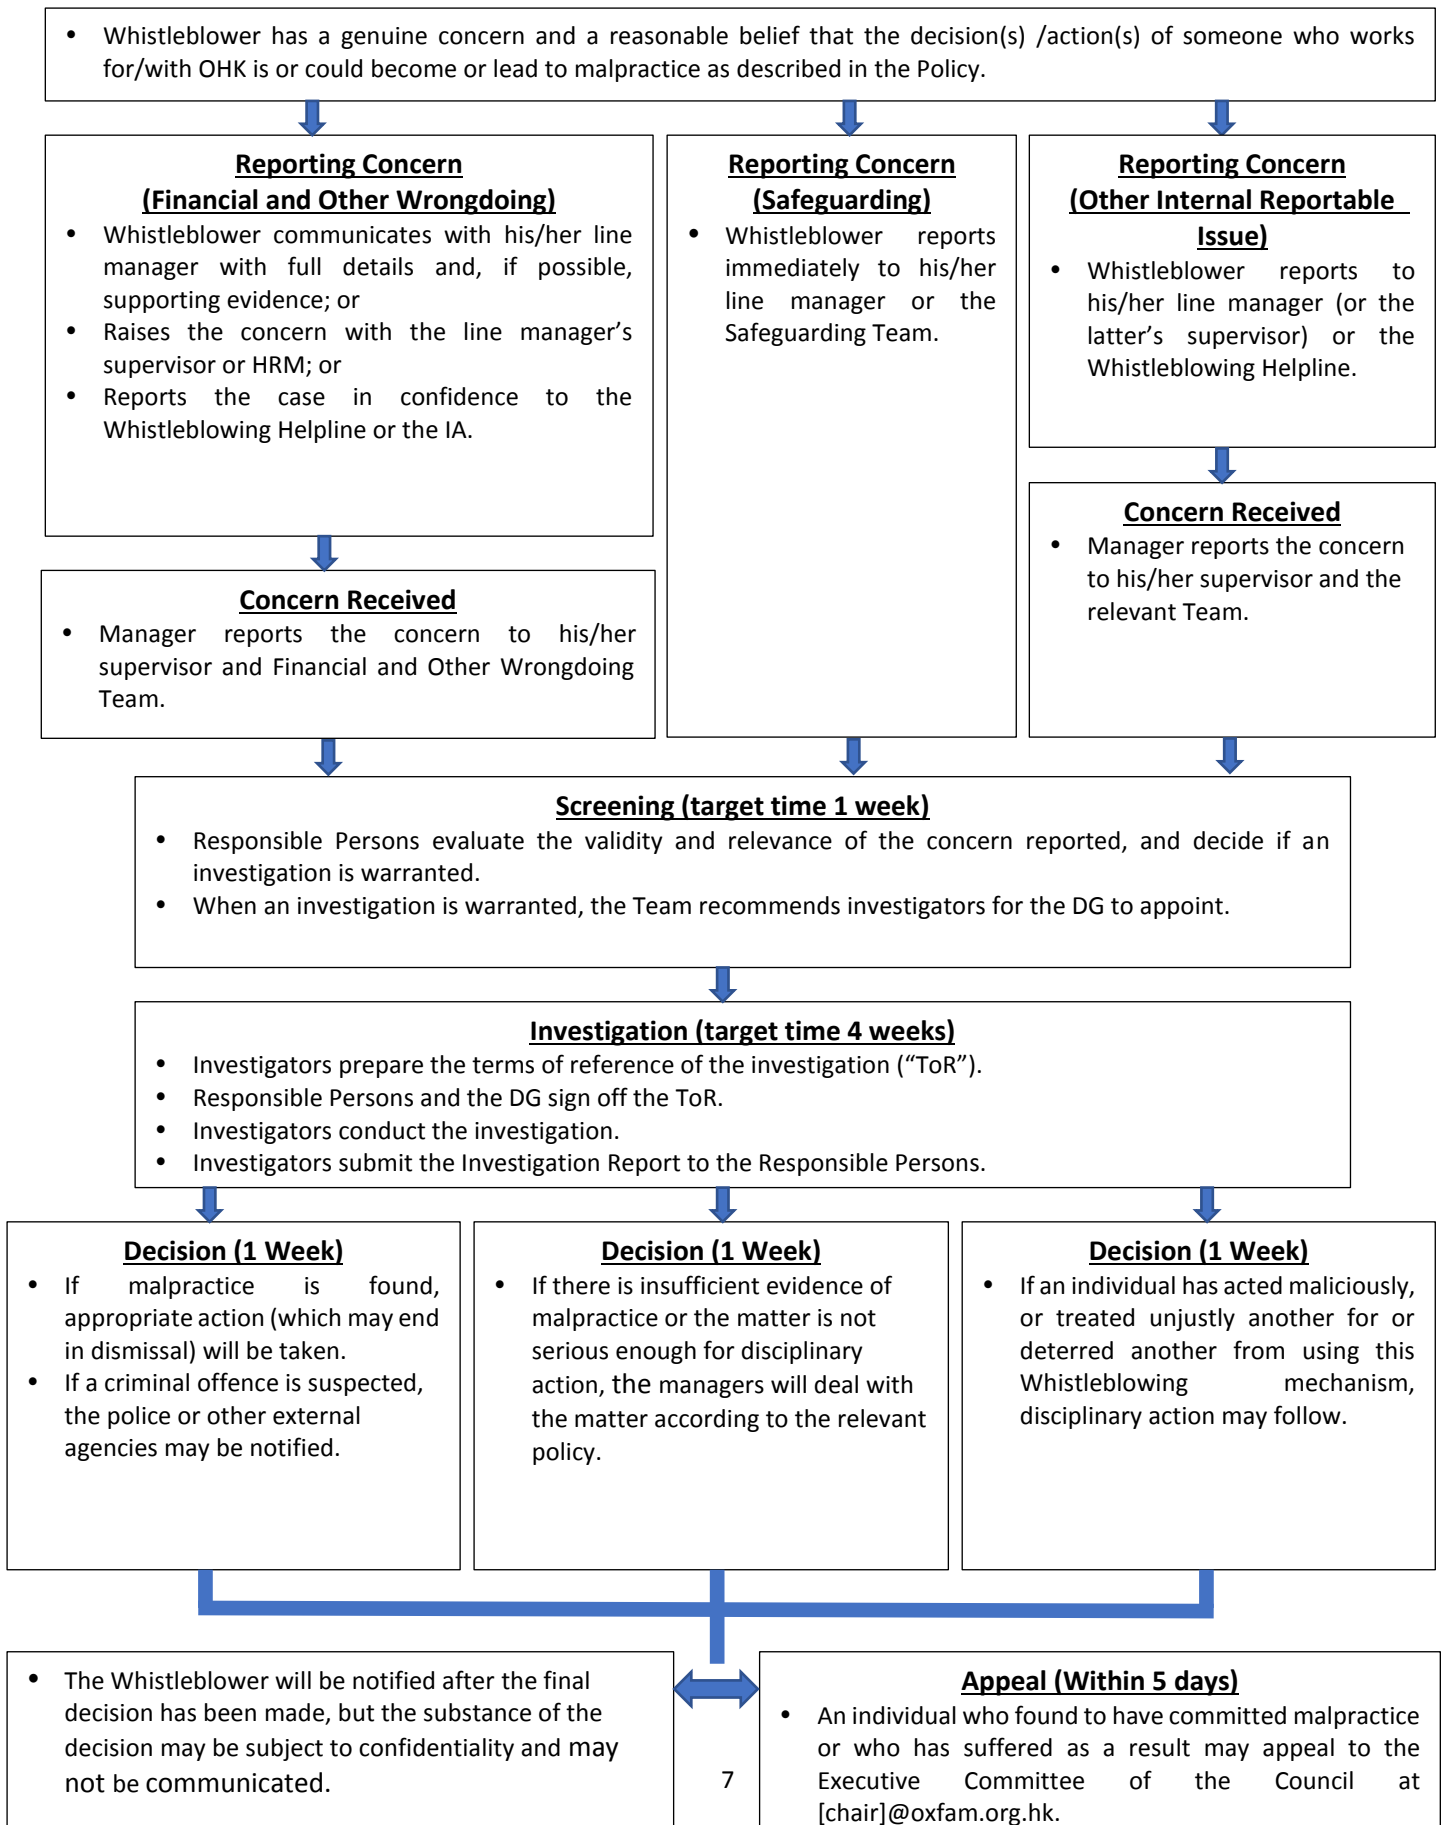 • Whistleblower has a genuine concern and a reasonable belief that the decision(s) /action(s) of someone who works
for/with OHK is or could become or lead to malpractice as described in the Policy.
Reporting Concern
(Financial and Other Wrongdoing)
• Whistleblower communicates with his/her line
manager with full details and, if possible,
supporting evidence; or
• Raises the concern with the line manager’s
supervisor or HRM; or
• Reports the case in confidence to the
Whistleblowing Helpline or the IA.
Reporting Concern
(Safeguarding)
• Whistleblower reports
immediately to his/her
line manager or the
Safeguarding Team.
Reporting Concern
(Other Internal Reportable
Issue)
• Whistleblower reports to
his/her line manager (or the
latter’s supervisor) or the
Whistleblowing Helpline.
Concern Received
• Manager reports the concern to his/her
supervisor and Financial and Other Wrongdoing
Team.
Concern Received
• Manager reports the concern
to his/her supervisor and the
relevant Team.
Screening (target time 1 week)
• Responsible Persons evaluate the validity and relevance of the concern reported, and decide if an
investigation is warranted.
• When an investigation is warranted, the Team recommends investigators for the DG to appoint.
Investigation (target time 4 weeks)
• Investigators prepare the terms of reference of the investigation (“ToR”).
• Responsible Persons and the DG sign off the ToR.
• Investigators conduct the investigation.
• Investigators submit the Investigation Report to the Responsible Persons.
Decision (1 Week)
• If malpractice is found,
appropriate action (which may end
in dismissal) will be taken.
• If a criminal offence is suspected,
the police or other external
agencies may be notified.
Decision (1 Week)
• If there is insufficient evidence of
malpractice or the matter is not
serious enough for disciplinary
action, the managers will deal with
the matter according to the relevant
policy.
Decision (1 Week)
• If an individual has acted maliciously,
or treated unjustly another for or
deterred another from using this
Whistleblowing mechanism,
disciplinary action may follow.
• The Whistleblower will be notified after the final
decision has been made, but the substance of the
decision may be subject to confidentiality and may
not be communicated.
Appeal (Within 5 days)
• An individual who found to have committed malpractice
or who has suffered as a result may appeal to the
Executive Committee of the Council at
[chair]@oxfam.org.hk.
7